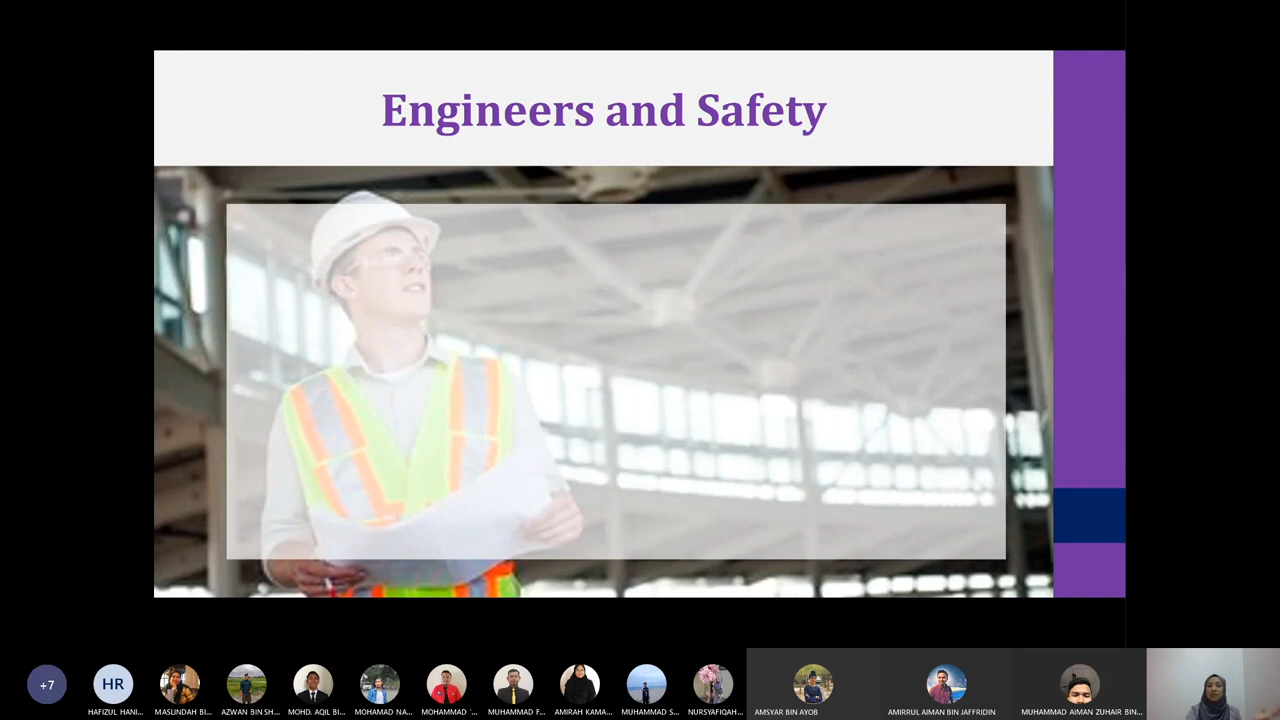 Engineers and Safety
+7
HR
HAFIZUL HANI...
MASLINDAH BI...
AZWAN BIN SH...
MOHD. AQIL BI...
MOHAMAD NA...
MOHAMMAD '...
MUHAMMAD F...
AMIRAH KAMA...
MUHAMMAD S...
NURSYAFIQAH...
AMSYAR BIN AYOB
AMIRRUL AIMAN BIN JAFFRIDIN
MUHAMMAD AIMAN ZUHAIR BIN...